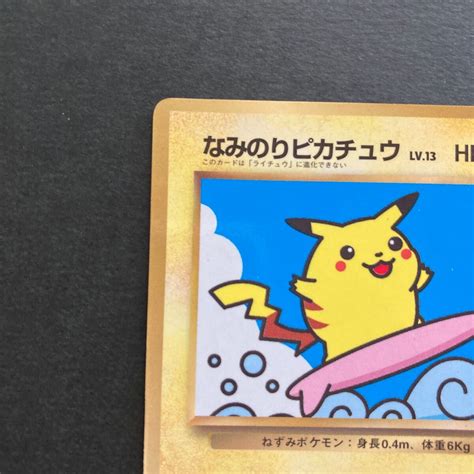 なみのりピカチュウ LV.13 H
このカードは「ライチュウ」に進化できない
ねずみポケモン:身長0.4m、体重6Kg